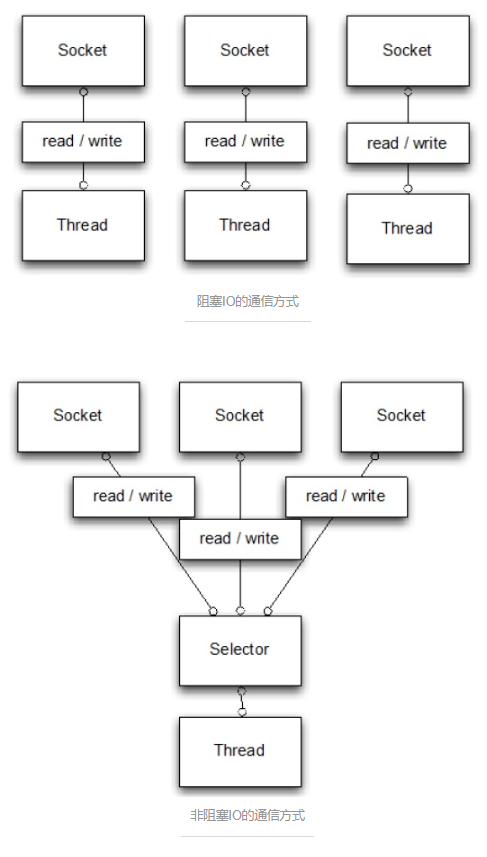 Socket
Socket
Socket
read / write
read / write
read / write
Thread
Thread
Thread
阻塞IO的通信方式
Socket
Socket
Socket
read / write
read / write
read / write
Selector
Thread
非阻塞IO的通信方式